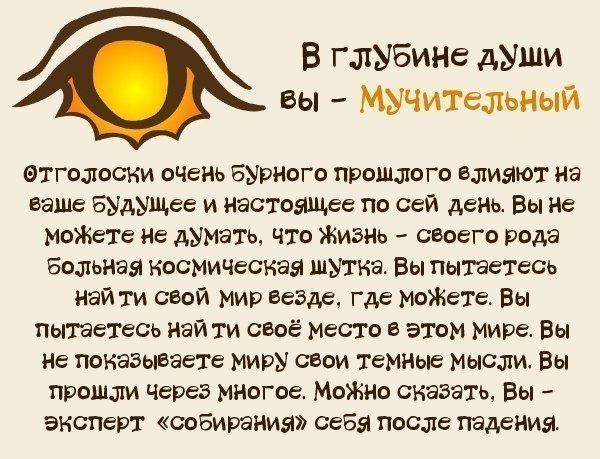 В глубине души
вы – Мучительный
Отголоски очень бурного прошлого влияют на
ваше будущее и настоящее по сей день. Вы не
можете не думать, что жизнь – своего рода
больная космическая шутка. Вы пытаетесь
найти свой мир везде, где можете. Вы
пытаетесь найти своё место в этом мире. Вы
не показываете миру свои темные мысли. Вы
прошли через многое. Можно сказать, Вы –
эксперт «собирания» себя после падения.